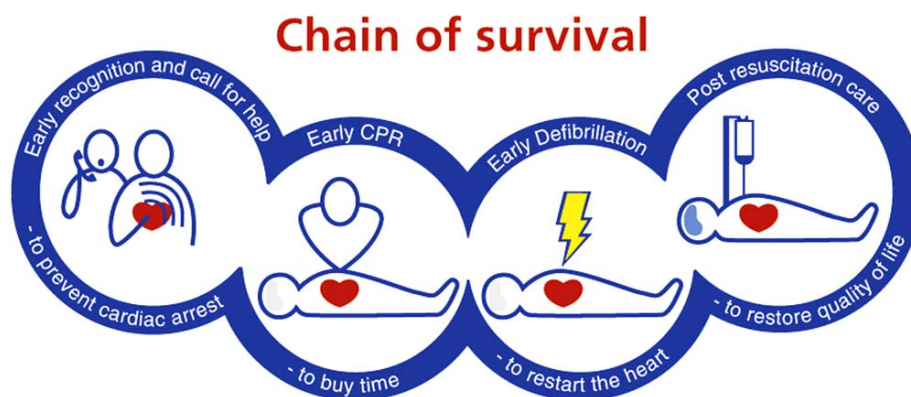 Chain of survival
Early recognition and call for help
- to prevent cardiac arrest
Early CPR
- to buy time
Early Defibrillation
- to restart the heart
Post resuscitation care
- to restore quality of life